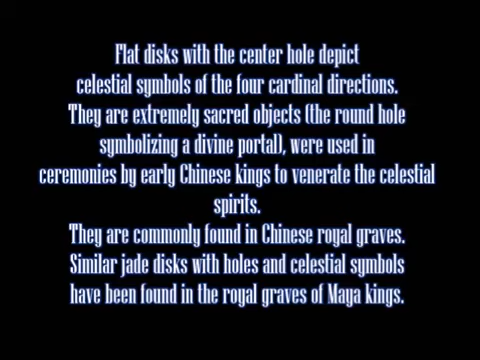 Flat disks with the center hole depict
celestial symbols of the four cardinal directions.
They are extremely sacred objects (the round hole
symbolizing a divine portal), were used in
ceremonies by early Chinese kings to venerate the celestial
spirits.
They are commonly found in Chinese royal graves.
Similar jade disks with holes and celestial symbols
have been found in the royal graves of Maya kings.